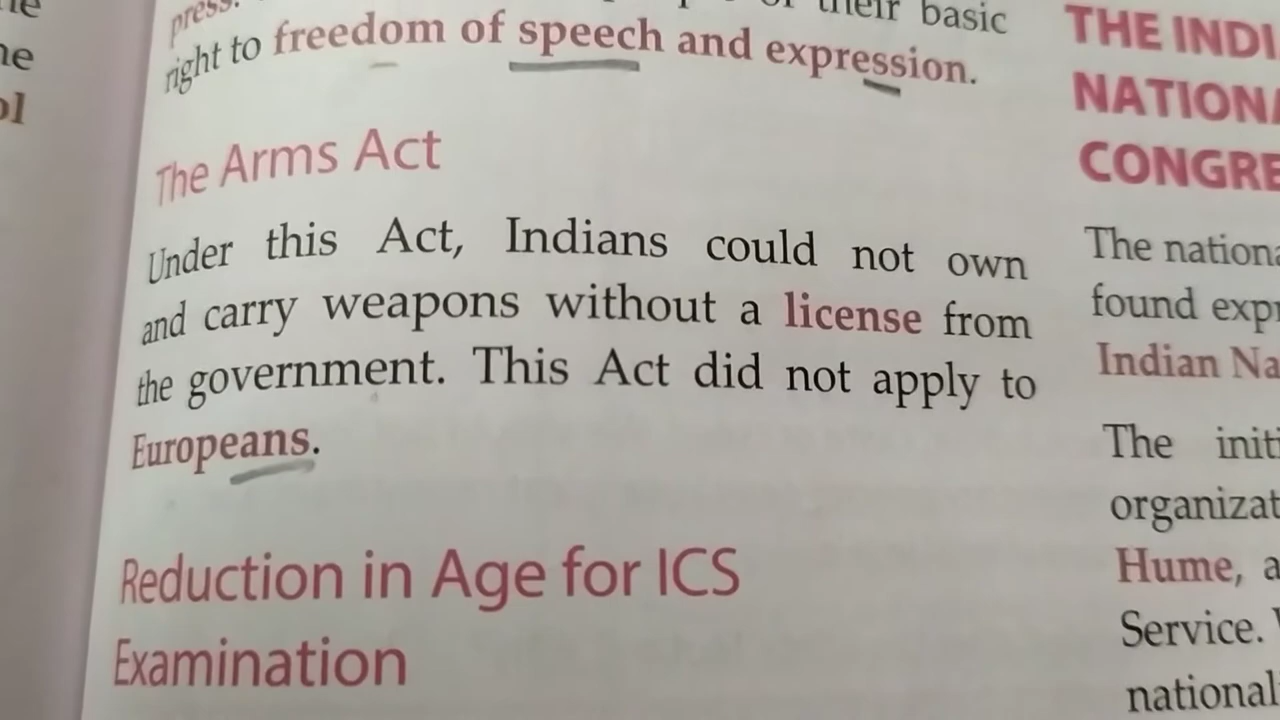 press.
their basic
right to freedom of speech and expression.
The Arms Act
Under this Act, Indians could not own
and carry weapons without a license from
the government. This Act did not apply to
Europeans.
Reduction in Age for ICS
Examination
THE INDI
NATIONA
CONGRE
The nationa
found expr
Indian Na
The initi
organizat
Hume, a
Service.
national